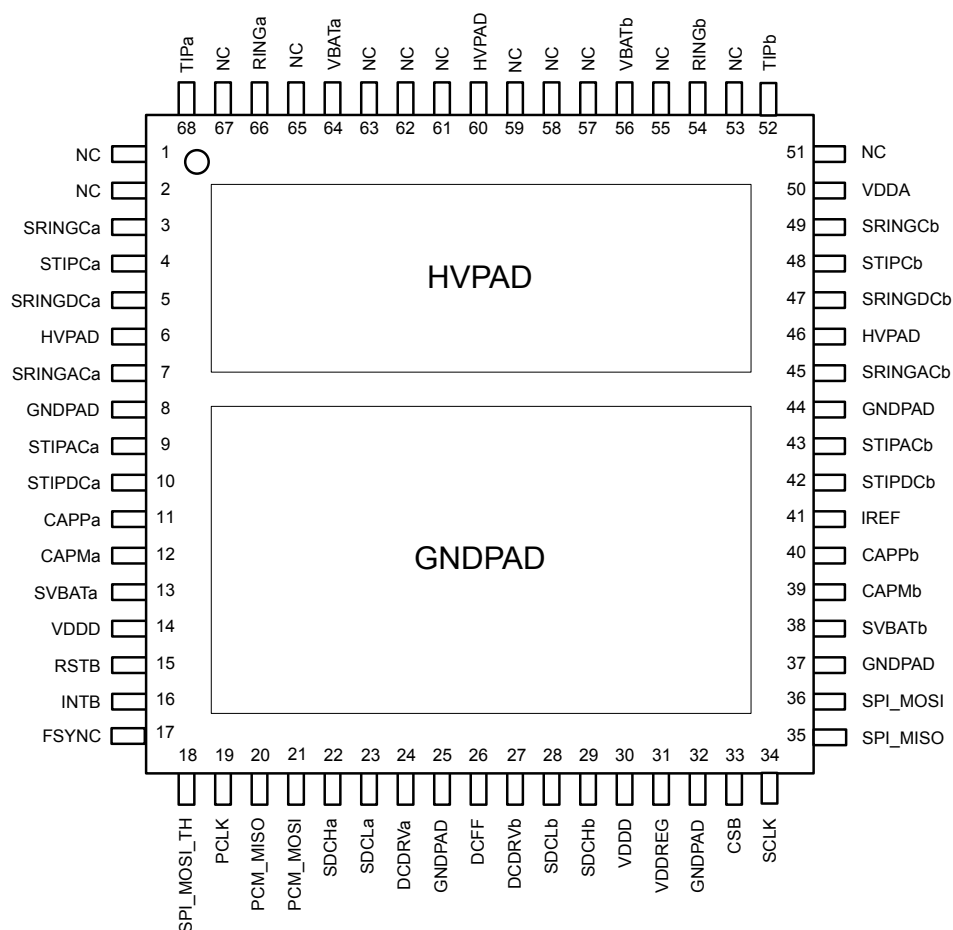 TIPa NC RINGa NC VBATa NC NC NC HVPAD NC NC NC VBATb NC RINGb NC TIPb
68 67 66 65 64 63 62 61 60 59 58 57 56 55 54 53 52
NC 1 51 NC
NC 2 50 VDDA
SRINGCa 3 49 SRINGCb
STIPCa 4 48 STIPCb
HVPAD
SRINGDCa 5 47 SRINGDCb
HVPAD 6 46 HVPAD
SRINGACa 7 45 SRINGACb
GNDPAD 8 44 GNDPAD
STIPACa 9 43 STIPACb
STIPDCa 10 42 STIPDCb
CAPPa 11 41 IREF
GNDPAD
CAPMa 12 40 CAPPb
SVBATa 13 39 CAPMb
VDDD 14 38 SVBATb
RSTB 15 37 GNDPAD
INTB 16 36 SPI_MOSI
FSYNC 17 35 SPI_MISO
18 19 20 21 22 23 24 25 26 27 28 29 30 31 32 33 34
SPI_MOSI_TH PCLK PCM_MISO PCM_MOSI SDCHa SDCLa DCDRVa GNDPAD DCFF DCDRVb SDCLb SDCHb VDDD VDDREG GNDPAD CSB SCLK